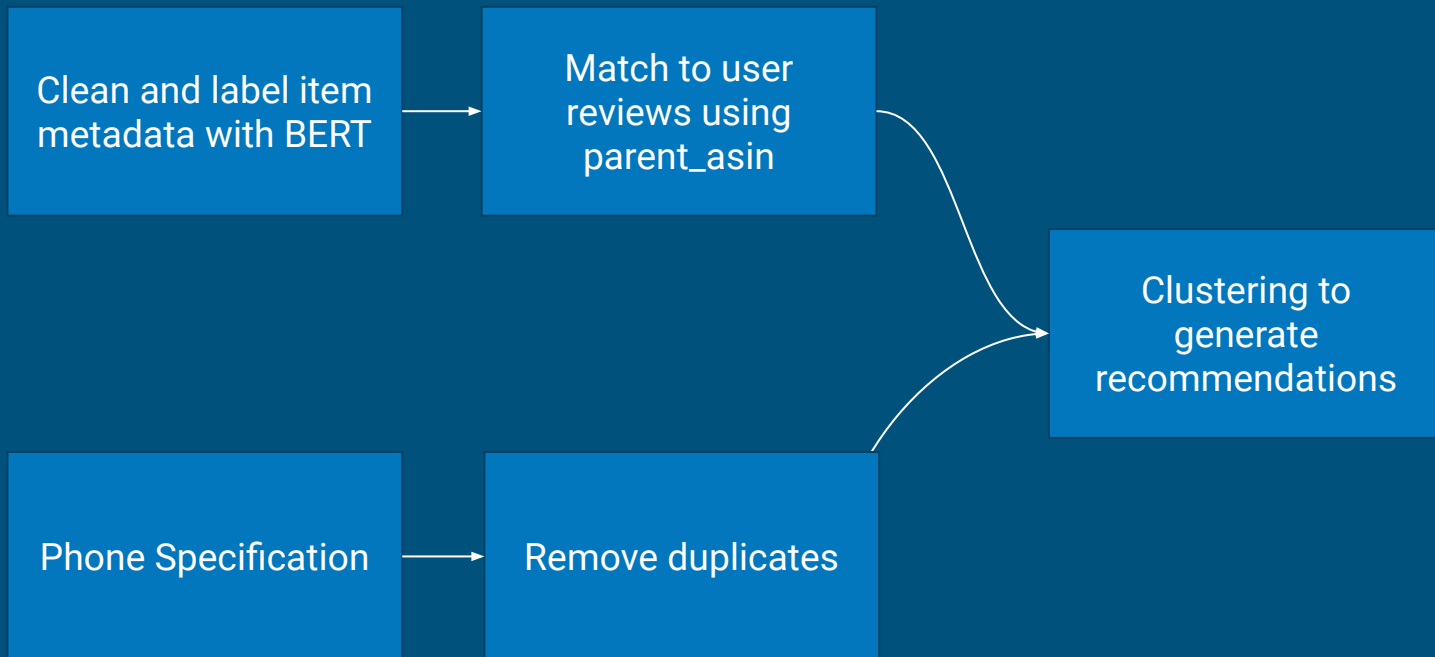 Clean and label item
metadata with BERT
Match to user
reviews using
parent_asin
Clustering to
generate
recommendations
Phone Specification
Remove duplicates